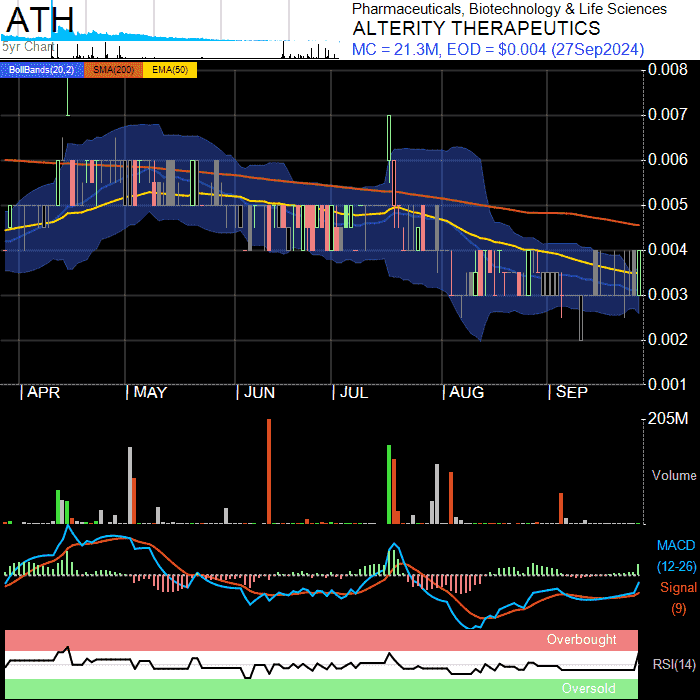 ATH
5yr Chart
Pharmaceuticals, Biotechnology & Life Sciences
ALTERITY THERAPEUTICS
MC = 21.3M, EOD = $0.004 (27Sep2024)
BollBands(20,2) SMA(200) EMA(50)
0.008
0.007
0.006
0.005
0.004
0.003
0.002
0.001
APR MAY JUN JUL AUG SEP
205M
Volume
MACD
(12-26)
Signal
(9)
Overbought
RSI(14)
Oversold